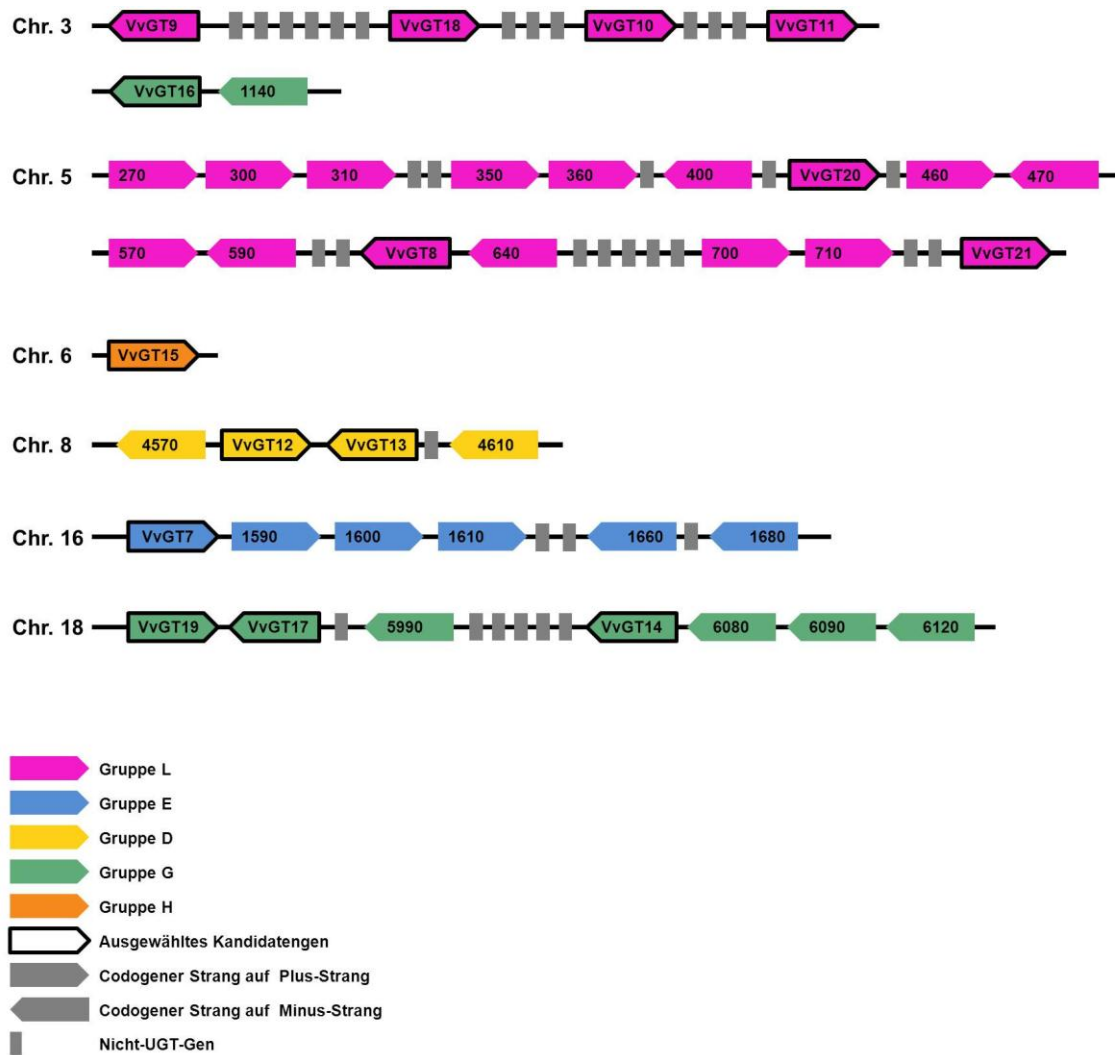 Chr. 3 VvGT9 VvGT18 VvGT10 VvGT11
VvGT16 1140
Chr. 5 270 300 310 350 360 400 VvGT20 460 470
570 590 VvGT8 640 700 710 VvGT21
Chr. 6 VvGT15
Chr. 8 4570 VvGT12 VvGT13 4610
Chr. 16 VvGT7 1590 1600 1610 1660 1680
Chr. 18 VvGT19 VvGT17 5990 VvGT14 6080 6090 6120
Gruppe L
Gruppe E
Gruppe D
Gruppe G
Gruppe H
Ausgewähltes Kandidatengen
Codogener Strang auf Plus-Strang
Codogener Strang auf Minus-Strang
Nicht-UGT-Gen